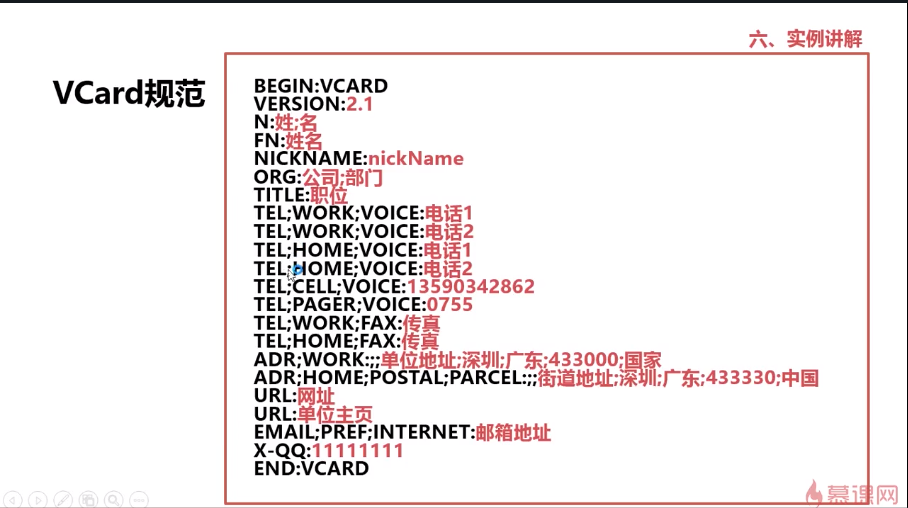 六、实例讲解
VCard规范
BEGIN:VCARD
VERSION:2.1
N:姓;名
FN:姓名
NICKNAME:nickName
ORG:公司;部门
TITLE:职位
TEL;WORK;VOICE:电话1
TEL;WORK;VOICE:电话2
TEL;HOME;VOICE:电话1
TEL;HOME;VOICE:电话2
TEL;CELL;VOICE:13590342862
TEL;PAGER;VOICE:0755
TEL;WORK;FAX:传真
TEL;HOME;FAX:传真
ADR;WORK:;;单位地址;深圳;广东;433000;国家
ADR;HOME;POSTAL;PARCEL:;;街道地址;深圳;广东;433330;中国
URL:网址
URL:单位主页
EMAIL;PREF;INTERNET:邮箱地址
X-QQ:11111111
END:VCARD
慕课网